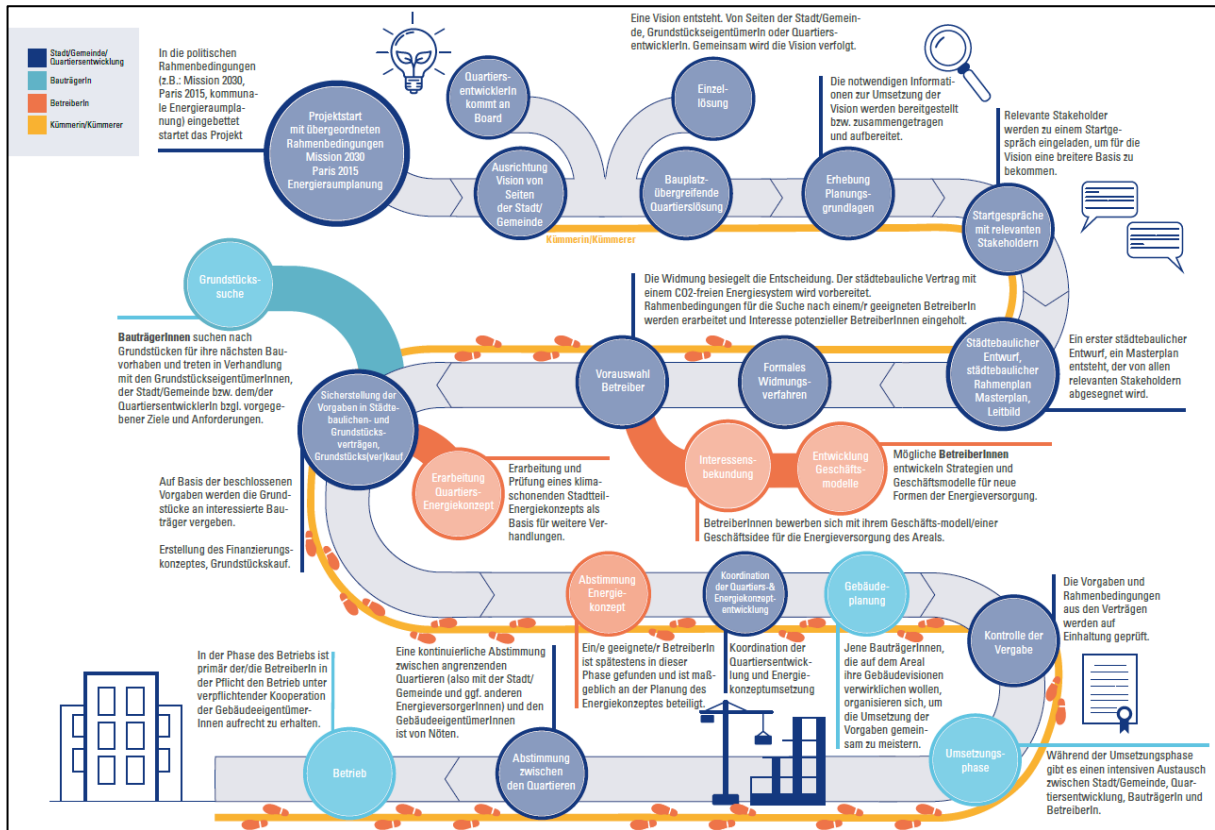 Stadt/Gemeinde/
Quartiersentwicklung
BauträgerIn
BetreiberIn
Kümmerin/Kümmerer
In die politischen
Rahmenbedingungen
(z.B.: Mission 2030,
Paris 2015, kommuna-
le Energieraumpla-
nung) eingebettet
startet das Projekt
Projektstart
mit übergeordneten
Rahmenbedingungen
Mission 2030
Paris 2015
Energieraumplanung
Quartiers-
entwicklerIn
kommt an
Board
Ausrichtung
Vision von
Seiten
der Stadt/
Gemeinde
Kümmerin/Kümmerer
Eine Vision entsteht. Von Seiten der Stadt/Gemein-
de, GrundstückseigentümerIn oder Quartiers-
entwicklerIn. Gemeinsam wird die Vision verfolgt.
Einzel-
lösung
Bauplatz-
übergreifende
Quartierslösung
Die notwendigen Informati-
onen zur Umsetzung der
Vision werden bereitgestellt
bzw. zusammengetragen
und aufbereitet.
Erhebung
Planungs-
grundlagen
Relevante Stakeholder
werden zu einem Startge-
spräch eingeladen, um für die
Vision eine breitere Basis zu
bekommen.
Startgespräche
mit relevanten
Stakeholdern
Städtebaulicher
Entwurf,
städtebaulicher
Rahmenplan
Masterplan,
Leitbild
Ein erster städtebaulicher
Entwurf, ein Masterplan
entsteht, der von allen
relevanten Stakeholdern
abgesegnet wird.
Die Widmung besiegelt die Entscheidung. Der städtebauliche Vertrag mit
einem CO2-freien Energiesystem wird vorbereitet.
Rahmenbedingungen für die Suche nach einem/r geeigneten BetreiberIn
werden erarbeitet und Interesse potenzieller BetreiberInnen eingeholt.
Formales
Widmungs-
verfahren
Vorauswahl
Betreiber
Interessens-
bekundung
Entwicklung
Geschäfts-
modelle
Mögliche BetreiberInnen
entwickeln Strategien und
Geschäftsmodelle für neue
Formen der Energieversorgung.
BetreiberInnen bewerben sich mit ihrem Geschäfts-modell/einer
Geschäftsidee für die Energieversorgung des Areals.
Grundstücks-
suche
BauträgerInnen suchen nach
Grundstücken für ihre nächsten Bau-
vorhaben und treten in Verhandlung
mit den GrundstückseigentümerInnen,
der Stadt/Gemeinde bzw. dem/der
QuartiersentwicklerIn bzgl. vorgege-
bener Ziele und Anforderungen.
Sicherstellung der
Vorgaben in Städte-
baulichen- und
Grundstücks-
verträgen,
Grundstücks(ver)kauf
Auf Basis der beschlossenen
Vorgaben werden die Grund-
stücke an interessierte Bau-
träger vergeben.
Erstellung des Finanzierungs-
konzeptes, Grundstückskauf.
Erarbeitung
Quartiers-
Energiekonzept
Erarbeitung und
Prüfung eines klima-
schonenden Stadtteil-
Energiekonzepts als
Basis für weitere Ver-
handlungen.
Abstimmung
Energie-
konzept
Ein/e geeignete/r BetreiberIn
ist spätestens in dieser
Phase gefunden und ist maß-
geblich an der Planung des
Energiekonzeptes beteiligt.
Koordination
der Quartiers-&
Energiekonzept-
entwicklung
Koordination der
Quartiersentwick-
lung und Energie-
konzeptumsetzung
Gebäude-
planung
Jene BauträgerInnen,
die auf dem Areal
ihre Gebäudevisionen
verwirklichen wollen,
organisieren sich, um
die Umsetzung der
Vorgaben gemein-
sam zu meistern.
Kontrolle der
Vergabe
Die Vorgaben und
Rahmenbedingungen
aus den Verträgen
werden auf
Einhaltung geprüft.
Umsetzungs-
phase
Während der Umsetzungsphase
gibt es einen intensiven Austausch
zwischen Stadt/Gemeinde, Quar-
tiersentwicklung, BauträgerIn und
BetreiberIn.
Eine kontinuierliche Abstimmung
zwischen angrenzenden
Quartieren (also mit der Stadt/
Gemeinde und ggf. anderen
EnergieversorgerInnen) und den
GebäudeeigentümerInnen
ist von Nöten.
Abstimmung
zwischen
den Quartieren
In der Phase des Betriebs ist
primär der/die BetreiberIn in
der Pflicht den Betrieb unter
verpflichtender Kooperation
der Gebäudeeigentümer-
Innen aufrecht zu erhalten.
Betrieb